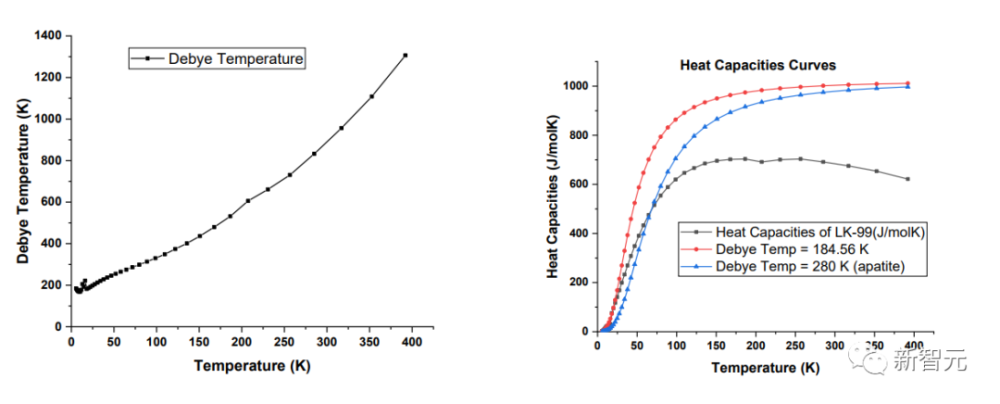 1400
1200
1000
800
600
400
200
0
Debye Temperature (K)
Debye Temperature
0 50 100 150 200 250 300 350 400
Temperature (K)
Heat Capacities Curves
1000
800
600
400
200
0
Heat Capacities (J/molK)
Heat Capacities of LK-99(J/molK)
Debye Temp = 184.56 K
Debye Temp = 280 K (apatite)
0 50 100 150 200 250 300 350 400
Temperature (K)
新智元